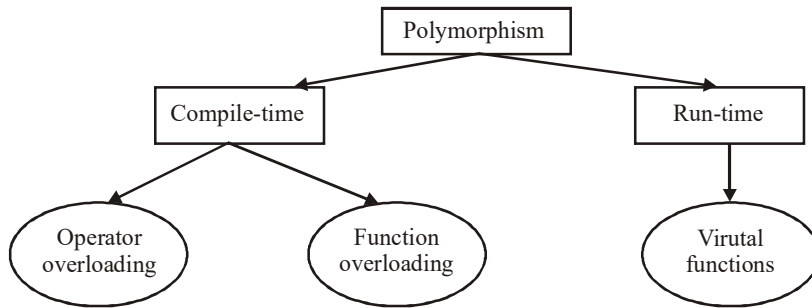 Polymorphism
Compile-time
Run-time
Operator
overloading
Function
overloading
Virutal
functions